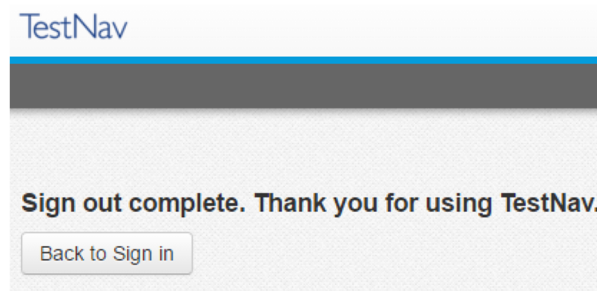 TestNav
Sign out complete. Thank you for using TestNav.
Back to Sign in